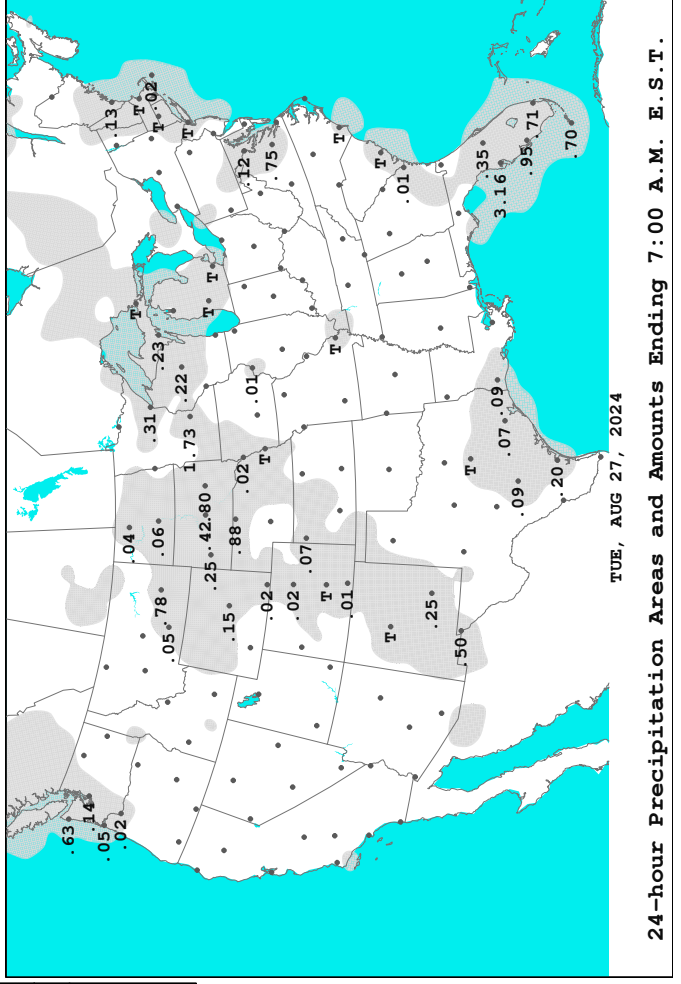 .63
.14
.05
.13
.02
.04
T
T
.31
.02
.06
.23
T
.78
.05
.22
T
1.73
.42 .80
T
.25
T
.15
.88
.02
.12
.01
T
.02
.75
.02
.07
T
T
T
.01
T
T
.01
.25
.50
T
.35
.09
3.16
.07
.09
.95
.71
.20
.70
TUE, AUG 27, 2024
24-hour Precipitation Areas and Amounts Ending 7:00 A.M. E.S.T.